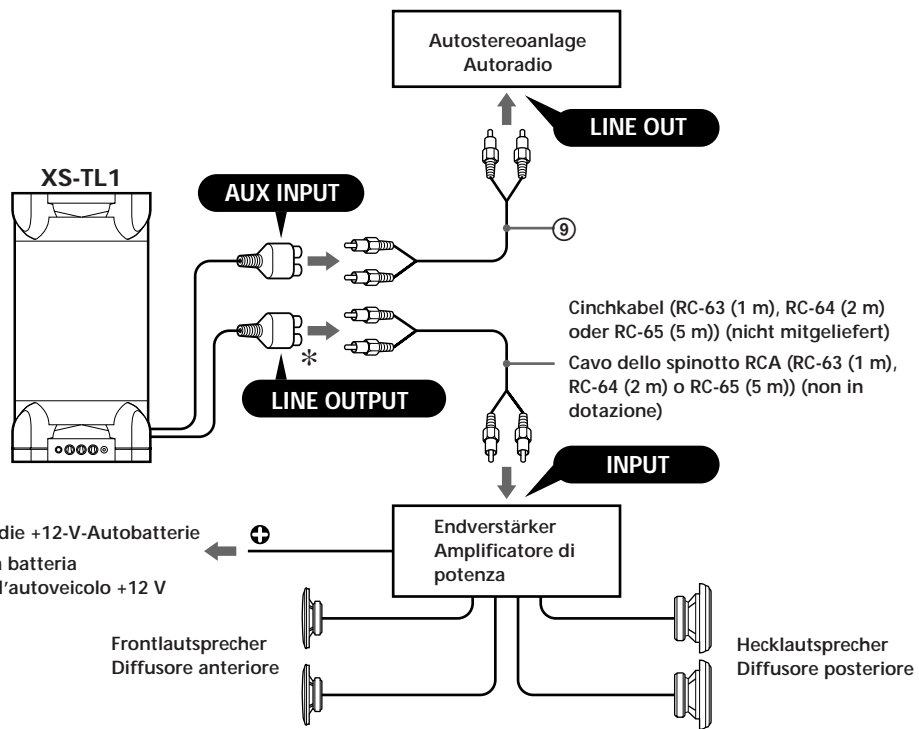 Autostereoanlage
Autoradio
LINE OUT
XS-TL1
AUX INPUT
9
Cinchkabel (RC-63 (1 m), RC-64 (2 m)
oder RC-65 (5 m)) (nicht mitgeliefert)
Cavo dello spinotto RCA (RC-63 (1 m),
RC-64 (2 m) o RC-65 (5 m)) (non in
dotazione)
*
LINE OUTPUT
INPUT
die +12-V-Autobatterie
batteria
l'autoveicolo +12 V
Endverstärker
Amplificatore di
potenza
Frontlautsprecher
Diffusore anteriore
Hecklautsprecher
Diffusore posteriore